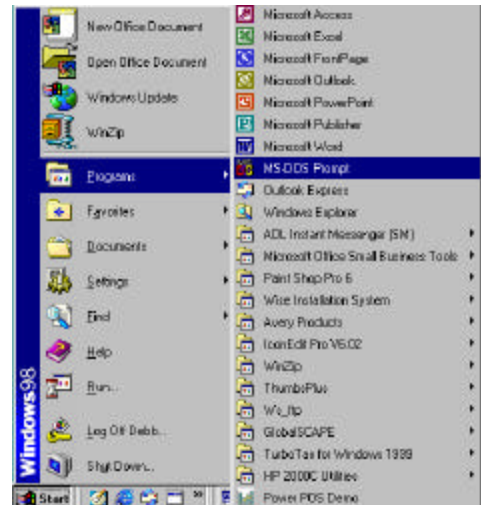 New Office Document
Open Office Document
Windows Update
WinZip
Programs
Favorites
Documents
Settings
Find
Help
Run...
Log Off Debb...
Shut Down...
Windows98
Start
Microsoft Access
Microsoft Excel
Microsoft FrontPage
Microsoft Outlook
Microsoft PowerPoint
Microsoft Publisher
Microsoft Word
MS-DOS Prompt
Outlook Express
Windows Explorer
AOL Instant Messenger (SM)
Microsoft Office Small Business Tools
Paint Shop Pro 6
Wise Installation System
Avery Products
IconEdit Pro V6.02
WinZip
ThumbsPlus
Ws_ftp
GlobalSCAPE
TurboTax for Windows 1999
HP 2000C Utilities
Power POS Demo